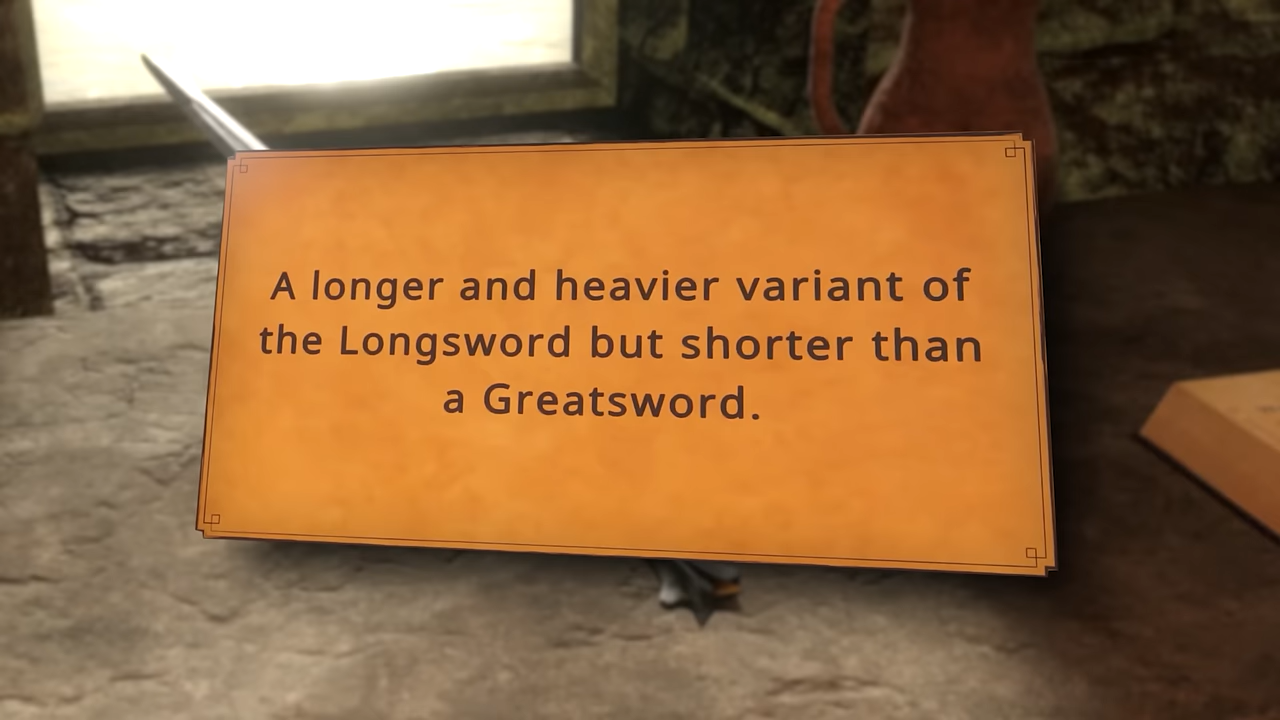 A longer and heavier variant of
the Longsword but shorter than
a Greatsword.